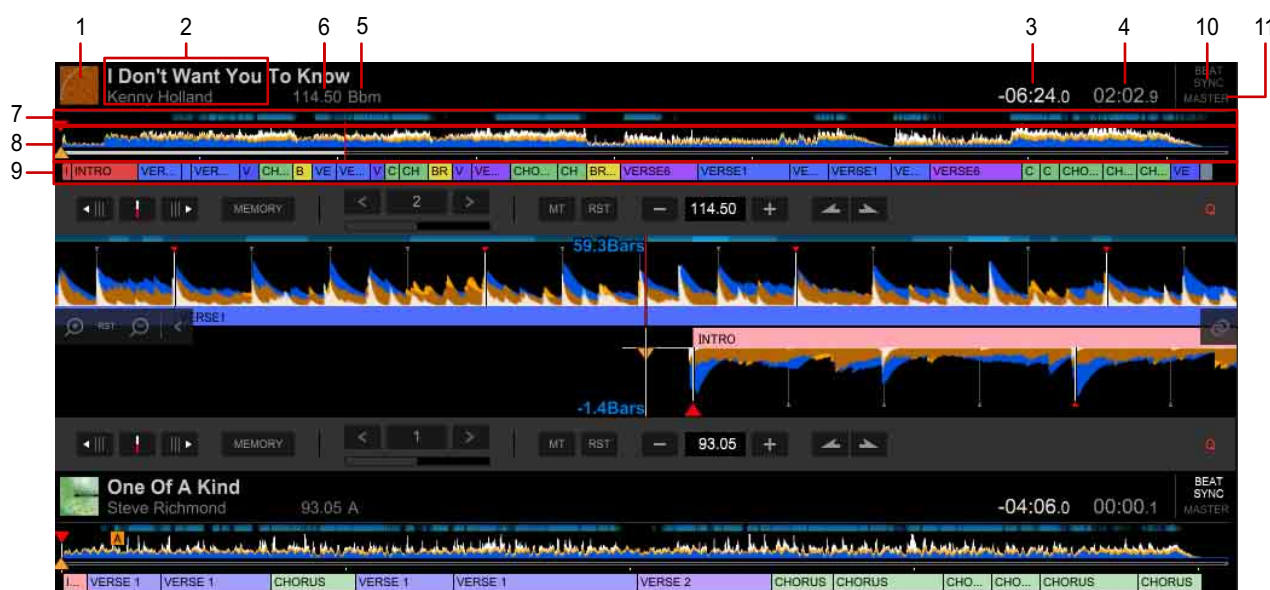 1 2 6 5 3 4 10 11
I Don't Want You To Know
Kenny Holland 114.50 Bbm
-06:24.0 02:02.9
BEAT
SYNC
MASTER
7
8
9
I INTRO VER... VER... V CH... B VE VE... V C CH BR V VE... CHO... CH BR... VERSE6 VERSE1 VE... VERSE1 VE... VERSE6 C C CHO... CH... CH... VE
MEMORY < 2 > MT RST − 114.50 + Q
59.3Bars
VERSE1
RST <
INTRO
-1.4Bars
MEMORY < 1 > MT RST − 93.05 + Q
One Of A Kind
Steve Richmond 93.05 A
-04:06.0 00:00.1
BEAT
SYNC
MASTER
A
I... VERSE 1 VERSE 1 CHORUS VERSE 1 VERSE 1 VERSE 2 CHORUS CHORUS CHO... CHO... CHORUS CHORUS